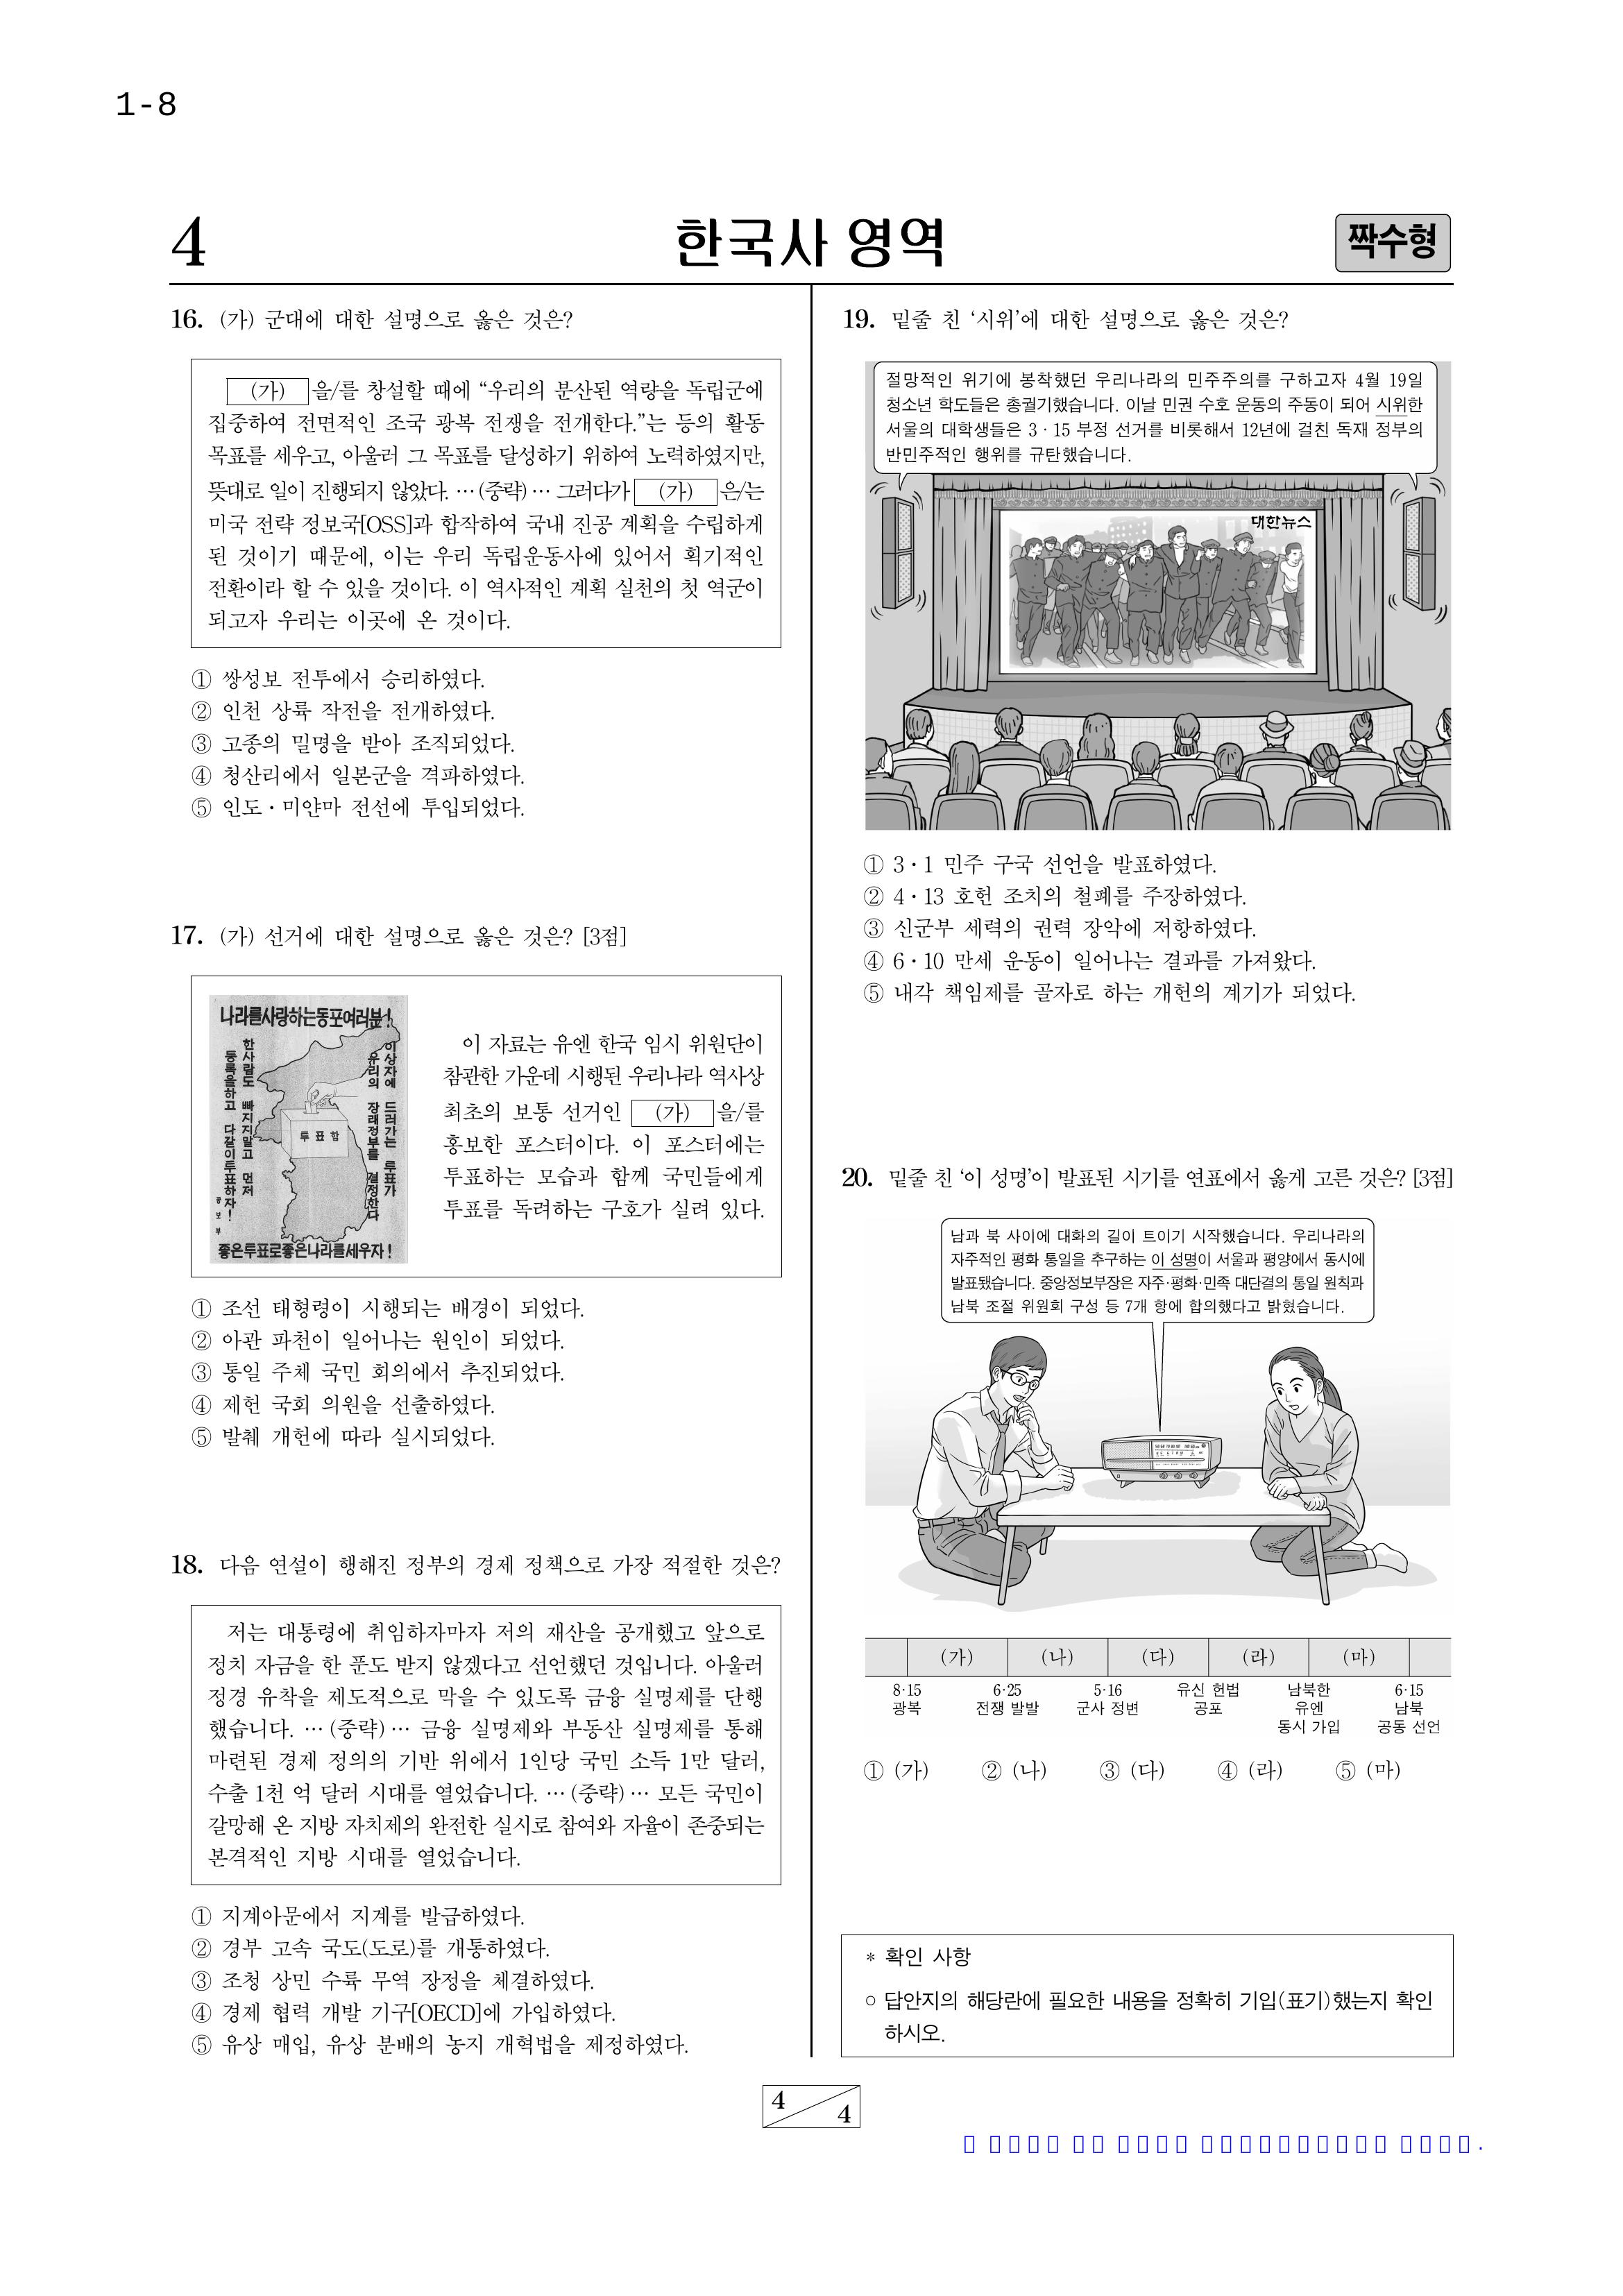 1-8
4
한국사 영역
짝수형
16. (가) 군대에 대한 설명으로 옳은 것은?
(가) 을/를 창설할 때에 “우리의 분산된 역량을 독립군에
집중하여 전면적인 조국 광복 전쟁을 전개한다.”는 등의 활동
목표를 세우고, 아울러 그 목표를 달성하기 위하여 노력하였지만,
뜻대로 일이 진행되지 않았다. …(중략)… 그러다가 (가) 은/는
미국 전략 정보국[OSS]과 합작하여 국내 진공 계획을 수립하게
된 것이기 때문에, 이는 우리 독립운동사에 있어서 획기적인
전환이라 할 수 있을 것이다. 이 역사적인 계획 실천의 첫 역군이
되고자 우리는 이곳에 온 것이다.
① 쌍성보 전투에서 승리하였다.
② 인천 상륙 작전을 전개하였다.
③ 고종의 밀명을 받아 조직되었다.
④ 청산리에서 일본군을 격파하였다.
⑤ 인도·미얀마 전선에 투입되었다.
17. (가) 선거에 대한 설명으로 옳은 것은? [3점]
나라를사랑하는동포여러분!
이상자에 드러가는 투표가
우리의 장래정부를 결정한다
한사람도 빠지지말고 먼저
등록을하고 다같이투표하자!
공보부
투표함
좋은투표로좋은나라를세우자!
이 자료는 유엔 한국 임시 위원단이
참관한 가운데 시행된 우리나라 역사상
최초의 보통 선거인 (가) 을/를
홍보한 포스터이다. 이 포스터에는
투표하는 모습과 함께 국민들에게
투표를 독려하는 구호가 실려 있다.
① 조선 태형령이 시행되는 배경이 되었다.
② 아관 파천이 일어나는 원인이 되었다.
③ 통일 주체 국민 회의에서 추진되었다.
④ 제헌 국회 의원을 선출하였다.
⑤ 발췌 개헌에 따라 실시되었다.
18. 다음 연설이 행해진 정부의 경제 정책으로 가장 적절한 것은?
저는 대통령에 취임하자마자 저의 재산을 공개했고 앞으로
정치 자금을 한 푼도 받지 않겠다고 선언했던 것입니다. 아울러
정경 유착을 제도적으로 막을 수 있도록 금융 실명제를 단행
했습니다. …(중략)… 금융 실명제와 부동산 실명제를 통해
마련된 경제 정의의 기반 위에서 1인당 국민 소득 1만 달러,
수출 1천 억 달러 시대를 열었습니다. …(중략)… 모든 국민이
갈망해 온 지방 자치제의 완전한 실시로 참여와 자율이 존중되는
본격적인 지방 시대를 열었습니다.
① 지계아문에서 지계를 발급하였다.
② 경부 고속 국도(도로)를 개통하였다.
③ 조청 상민 수륙 무역 장정을 체결하였다.
④ 경제 협력 개발 기구[OECD]에 가입하였다.
⑤ 유상 매입, 유상 분배의 농지 개혁법을 제정하였다.
19. 밑줄 친 ‘시위’에 대한 설명으로 옳은 것은?
절망적인 위기에 봉착했던 우리나라의 민주주의를 구하고자 4월 19일
청소년 학도들은 총궐기했습니다. 이날 민권 수호 운동의 주동이 되어 시위한
서울의 대학생들은 3·15 부정 선거를 비롯해서 12년에 걸친 독재 정부의
반민주적인 행위를 규탄했습니다.
대한뉴스
① 3·1 민주 구국 선언을 발표하였다.
② 4·13 호헌 조치의 철폐를 주장하였다.
③ 신군부 세력의 권력 장악에 저항하였다.
④ 6·10 만세 운동이 일어나는 결과를 가져왔다.
⑤ 내각 책임제를 골자로 하는 개헌의 계기가 되었다.
20. 밑줄 친 ‘이 성명’이 발표된 시기를 연표에서 옳게 고른 것은? [3점]
남과 북 사이에 대화의 길이 트이기 시작했습니다. 우리나라의
자주적인 평화 통일을 추구하는 이 성명이 서울과 평양에서 동시에
발표됐습니다. 중앙정보부장은 자주·평화·민족 대단결의 통일 원칙과
남북 조절 위원회 구성 등 7개 항에 합의했다고 밝혔습니다.
(가) (나) (다) (라) (마)
8·15 6·25 5·16 유신 헌법 남북한 6·15
광복 전쟁 발발 군사 정변 공포 유엔 남북
동시 가입 공동 선언
① (가) ② (나) ③ (다) ④ (라) ⑤ (마)
* 확인 사항
○ 답안지의 해당란에 필요한 내용을 정확히 기입(표기)했는지 확인
하시오.
4
4